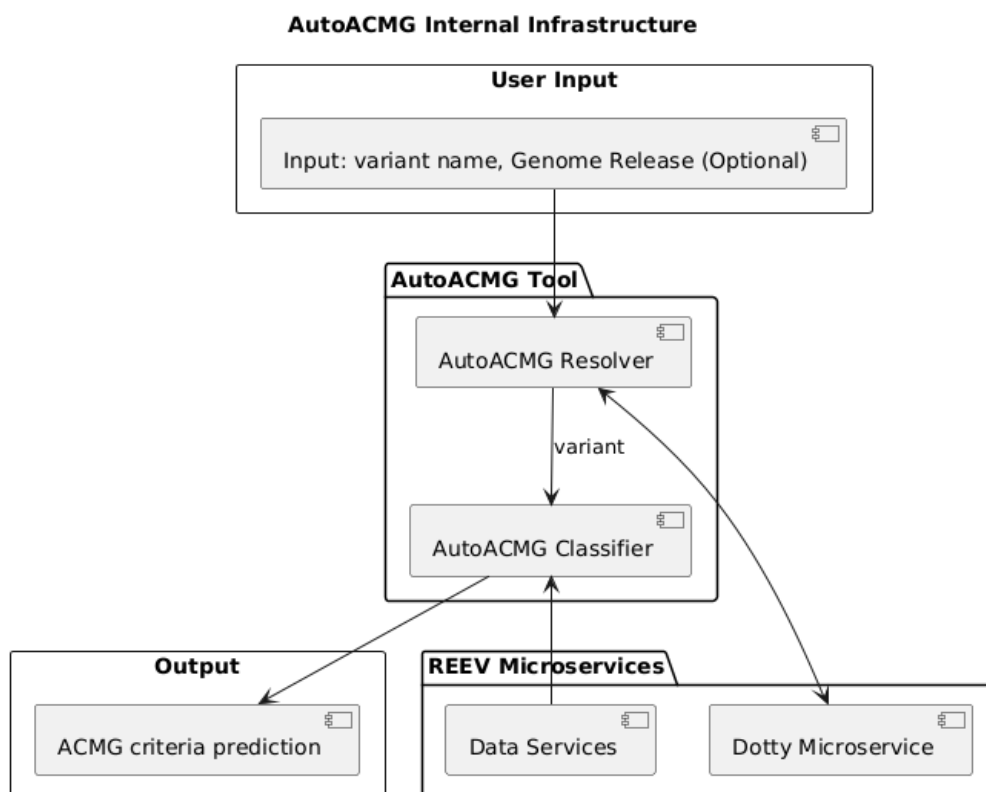 AutoACMG Internal Infrastructure
User Input
Input: variant name, Genome Release (Optional)
AutoACMG Tool
AutoACMG Resolver
variant
AutoACMG Classifier
Output
ACMG criteria prediction
REEV Microservices
Data Services
Dotty Microservice